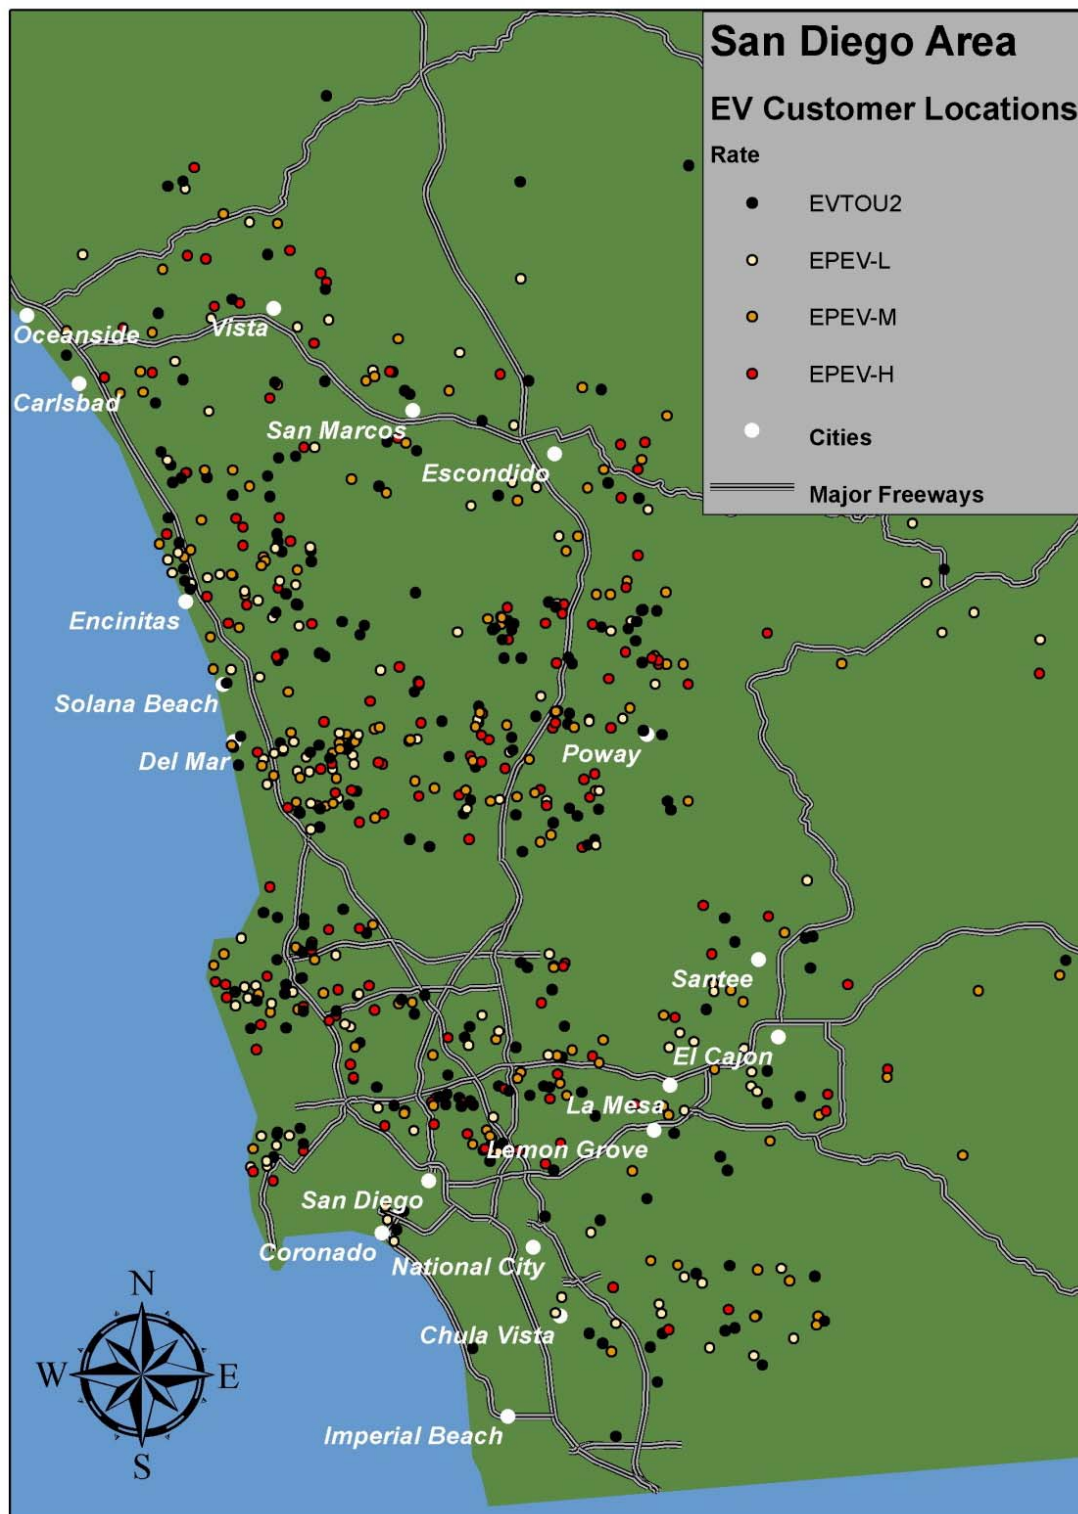 San Diego Area
EV Customer Locations
Rate
EVTOU2
EPEV-L
EPEV-M
EPEV-H
Cities
Major Freeways
Oceanside
Vista
Carlsbad
San Marcos
Escondido
Encinitas
Solana Beach
Del Mar
Poway
Santee
El Cajon
La Mesa
Lemon Grove
San Diego
Coronado
National City
Chula Vista
Imperial Beach
N
W E
S